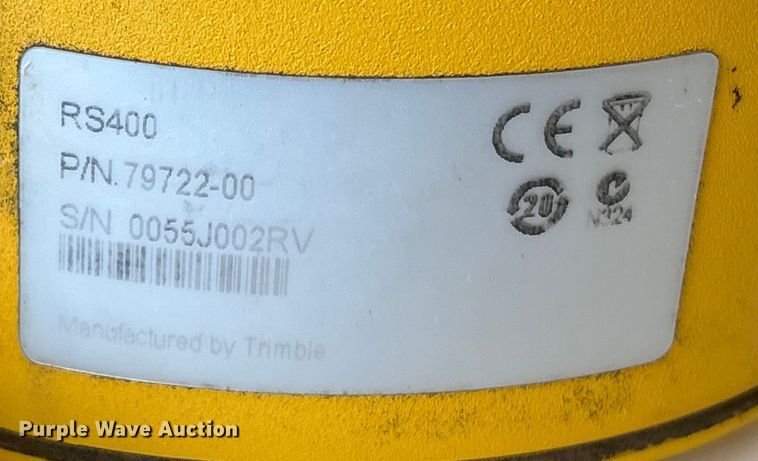 RS400
P/N.79722-00
S/N 0055J002RV
Manufactured by Trimble
CE
20
N324
Purple Wave Auction